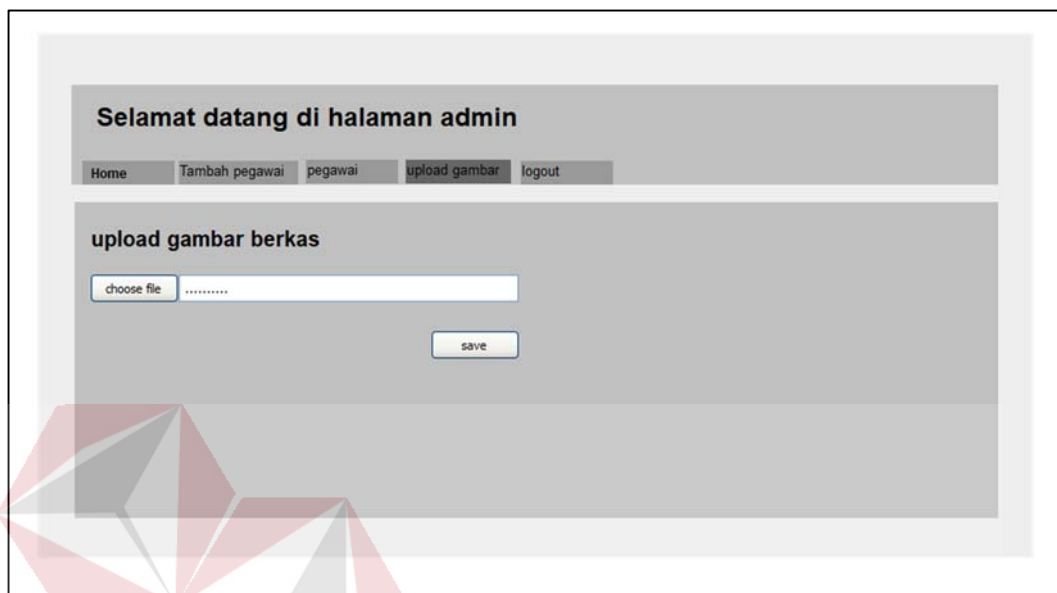 Selamat datang di halaman admin
Home Tambah pegawai pegawai upload gambar logout
upload gambar berkas
choose file ..........
save